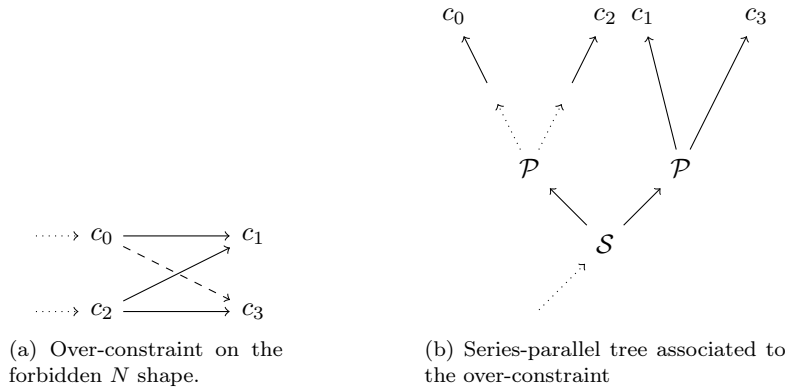 c₀ c₂ c₁ c₃
𝒫 𝒫
𝒮
c₀ c₁
c₂ c₃
(a) Over-constraint on the
forbidden N shape.
(b) Series-parallel tree associated to
the over-constraint